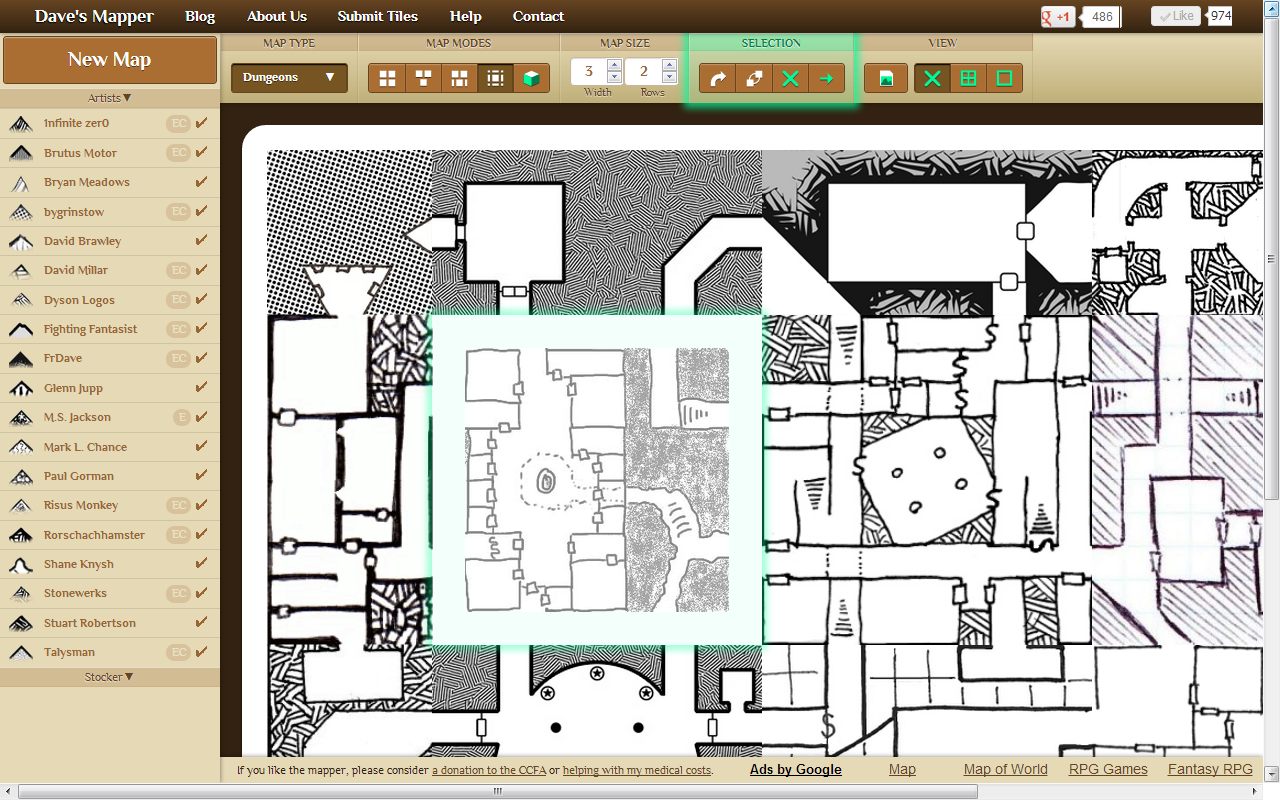 Dave's Mapper Blog About Us Submit Tiles Help Contact +1 486 Like 974
New Map
MAP TYPE MAP MODES MAP SIZE SELECTION VIEW
Dungeons ▼ 3 2
Width Rows
Artists ▼
1nfinite zer0 EC
Brutus Motor EC
Bryan Meadows
bygrinstow EC
David Brawley
David Millar EC
Dyson Logos EC
Fighting Fantasist EC
FrDave EC
Glenn Jupp
M.S. Jackson E
Mark L. Chance
Paul Gorman
Risus Monkey EC
Rorschachhamster EC
Shane Knysh
Stonewerks EC
Stuart Robertson
Talysman EC
Stocker ▼
S
If you like the mapper, please consider a donation to the CCFA or helping with my medical costs. Ads by Google Map Map of World RPG Games Fantasy RPG